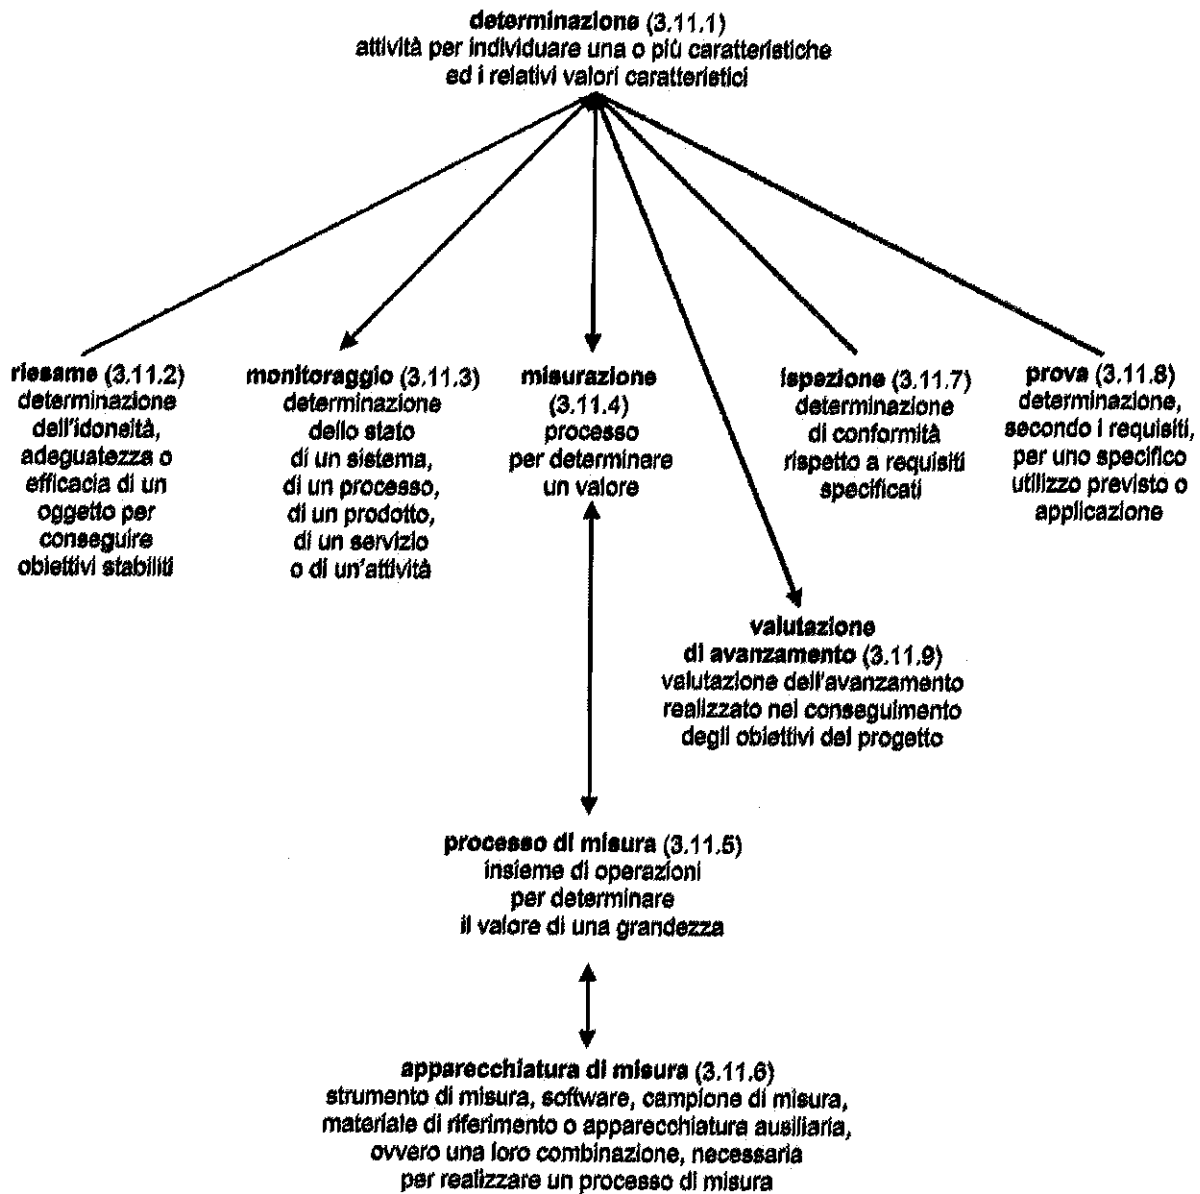 determinazione (3.11.1)
attività per individuare una o più caratteristiche
ed i relativi valori caratteristici
riesame (3.11.2)
determinazione
dell'idoneità,
adeguatezza o
efficacia di un
oggetto per
conseguire
obiettivi stabiliti
monitoraggio (3.11.3)
determinazione
dello stato
di un sistema,
di un processo,
di un prodotto,
di un servizio
o di un'attività
misurazione
(3.11.4)
processo
per determinare
un valore
ispezione (3.11.7)
determinazione
di conformità
rispetto a requisiti
specificati
prova (3.11.8)
determinazione,
secondo i requisiti,
per uno specifico
utilizzo previsto o
applicazione
valutazione
di avanzamento (3.11.9)
valutazione dell'avanzamento
realizzato nel conseguimento
degli obiettivi del progetto
processo di misura (3.11.5)
insieme di operazioni
per determinare
il valore di una grandezza
apparecchiatura di misura (3.11.6)
strumento di misura, software, campione di misura,
materiale di riferimento o apparecchiatura ausiliaria,
ovvero una loro combinazione, necessaria
per realizzare un processo di misura